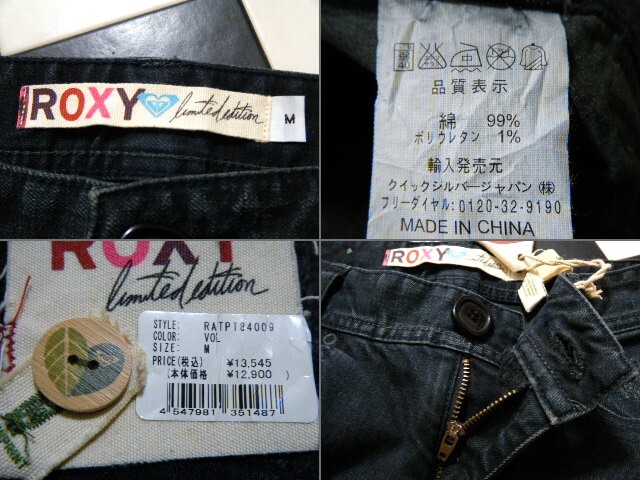 ROXY limited edition M
品質表示
綿 99%
ポリウレタン 1%
輸入発売元
クイックシルバージャパン (株)
フリーダイヤル:0120-32-9190
MADE IN CHINA
ROXY
limited edition
STYLE: RATPT84009
COLOR: VOL
SIZE: M
PRICE(税込) ¥13,545
(本体価格 ¥12,900 )
4 547981 351487
ROXY